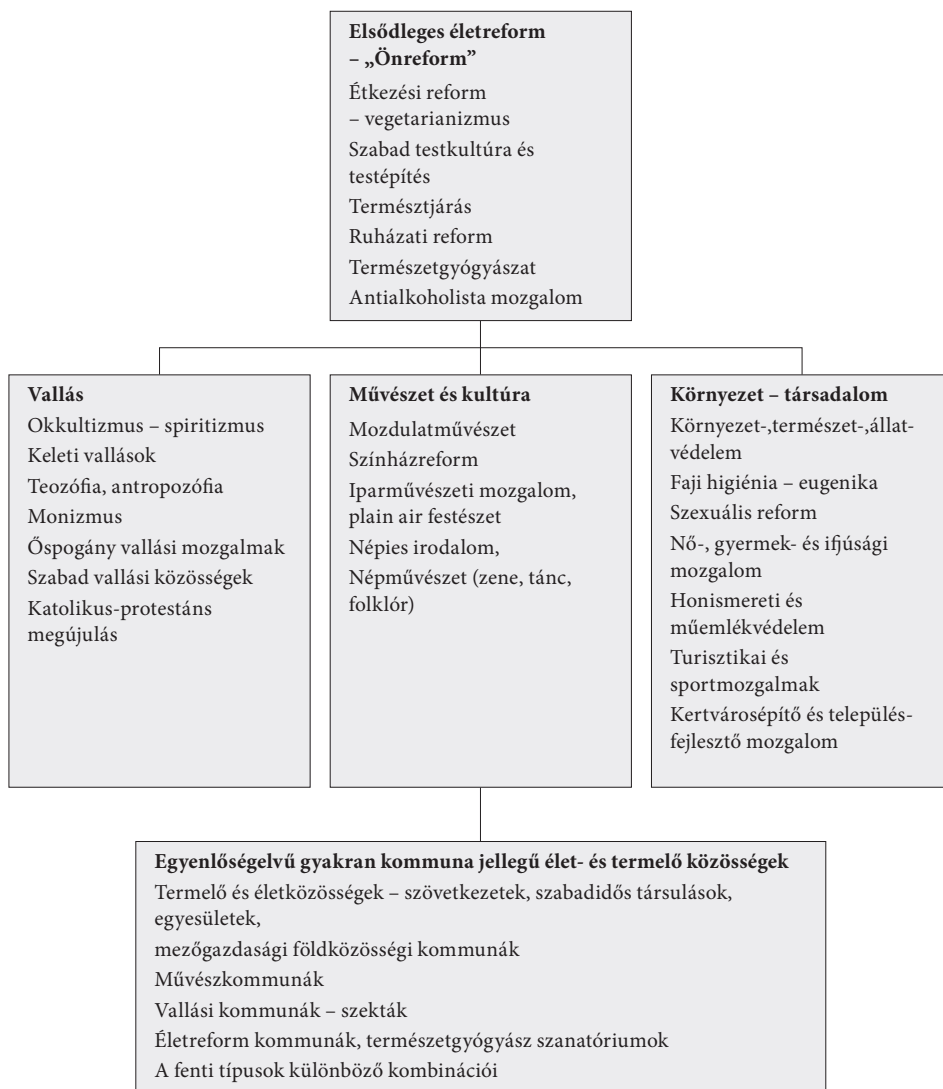 Elsődleges életreform
– „Önreform”
Étkezési reform
– vegetarianizmus
Szabad testkultúra és
testépítés
Természtjárás
Ruházati reform
Természetgyógyászat
Antialkoholista mozgalom
Vallás
Okkultizmus – spiritizmus
Keleti vallások
Teozófia, antropozófia
Monizmus
Őspogány vallási mozgalmak
Szabad vallási közösségek
Katolikus-protestáns
megújulás
Művészet és kultúra
Mozdulatművészet
Színházreform
Iparművészeti mozgalom,
plain air festészet
Népies irodalom,
Népművészet (zene, tánc,
folklór)
Környezet – társadalom
Környezet-,természet-,állat-
védelem
Faji higiénia – eugenika
Szexuális reform
Nő-, gyermek- és ifjúsági
mozgalom
Honismereti és
műemlékvédelem
Turisztikai és
sportmozgalmak
Kertvárosépítő és település-
fejlesztő mozgalom
Egyenlőségelvű gyakran kommuna jellegű élet- és termelő közösségek
Termelő és életközösségek – szövetkezetek, szabadidős társulások,
egyesületek,
mezőgazdasági földközösségi kommunák
Művészkommunák
Vallási kommunák – szekták
Életreform kommunák, természetgyógyász szanatóriumok
A fenti típusok különböző kombinációi